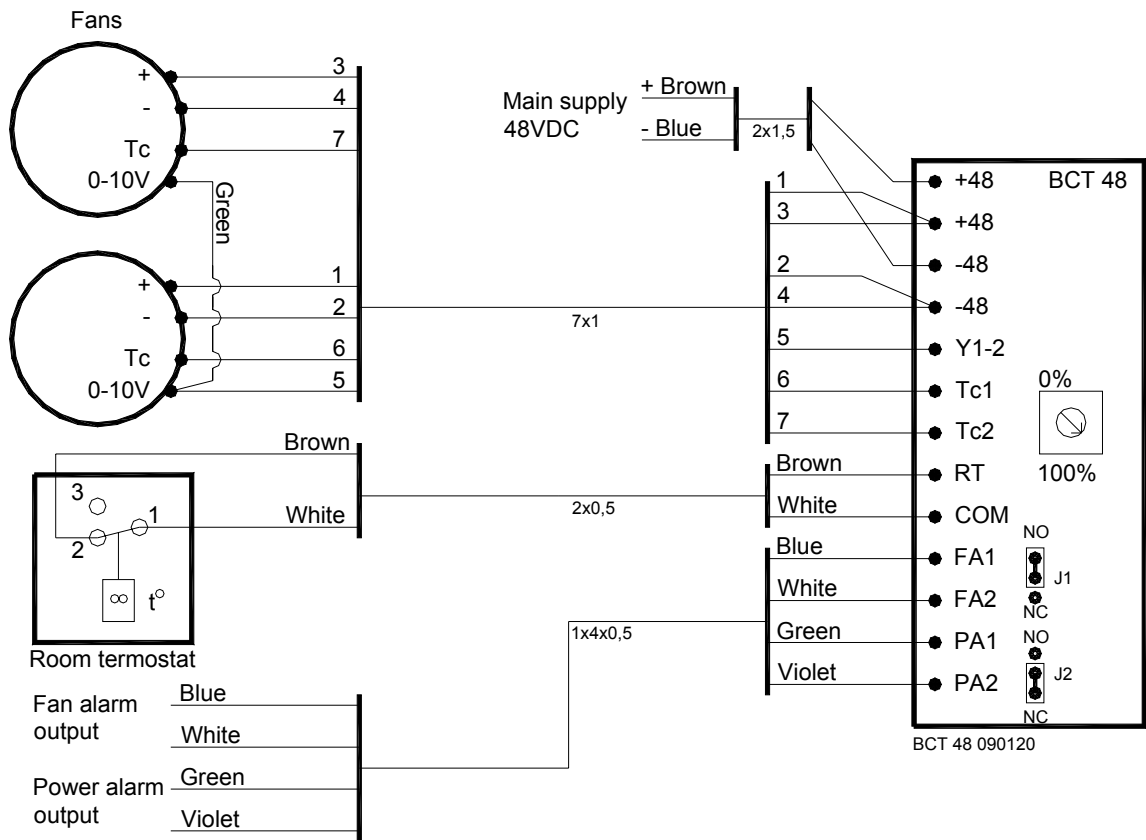 Fans
+
-
Tc
0-10V
Green
3
4
7
+
-
Tc
0-10V
1
2
6
5
7x1
Main supply
48VDC
+ Brown
- Blue
2x1,5
1
3
2
4
5
6
7
BCT 48
+48
+48
-48
-48
Y1-2
Tc1
Tc2
RT
COM
FA1
FA2
PA1
PA2
0%
100%
NO
J1
NC
NO
J2
NC
BCT 48 090120
Brown
White
2x0,5
Brown
White
3
1
2
t°
Room termostat
Blue
White
Green
Violet
1x4x0,5
Fan alarm
output
Blue
White
Power alarm
output
Green
Violet